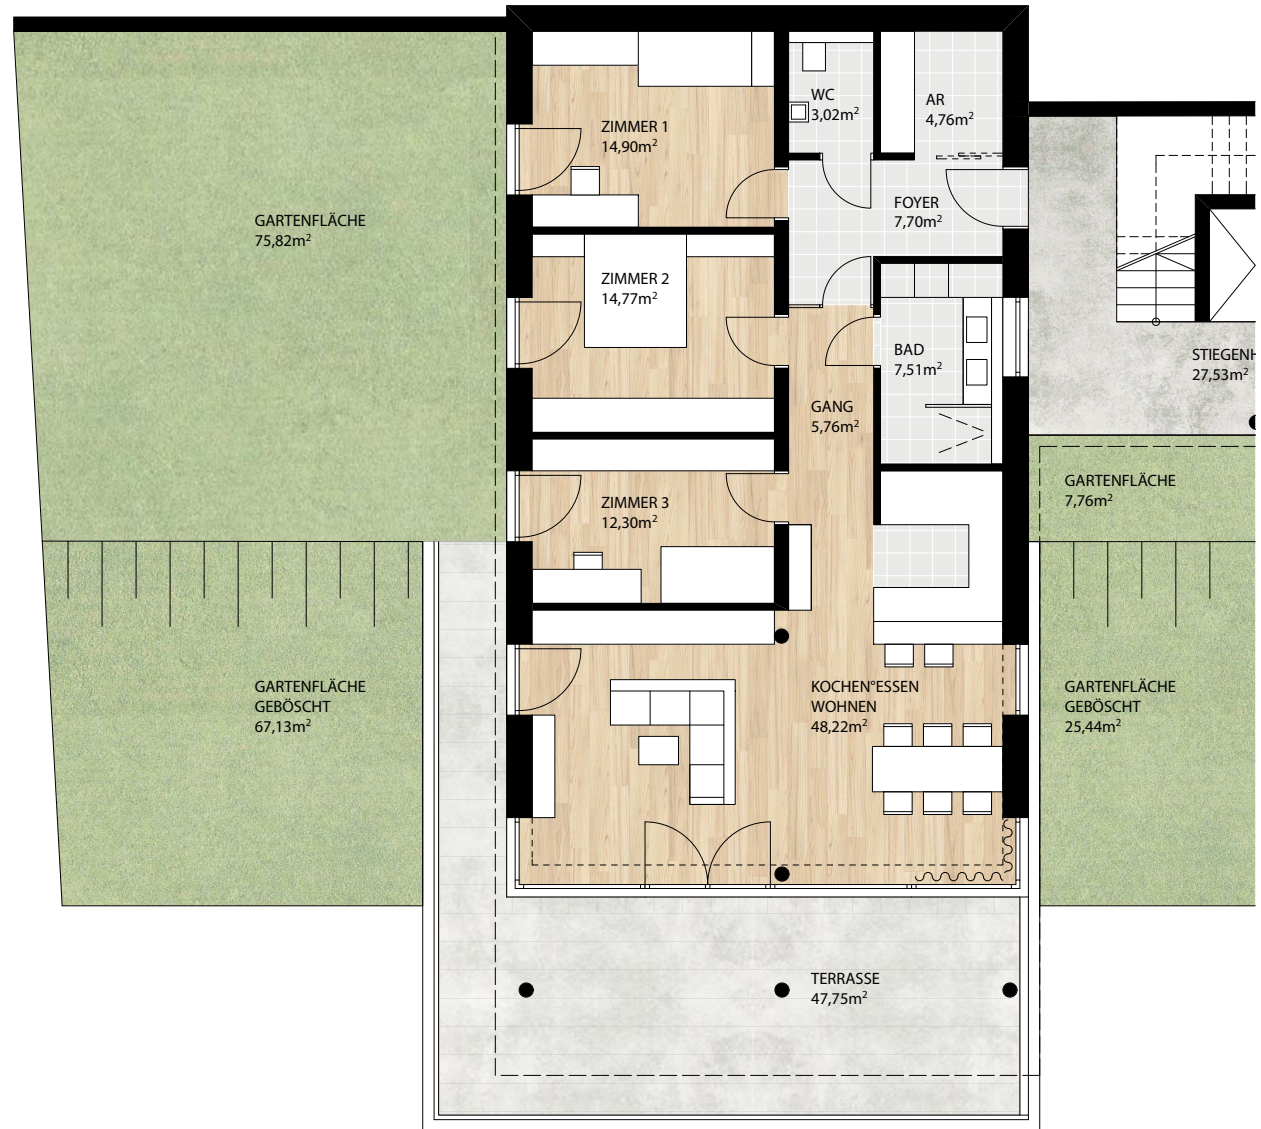 ZIMMER 1
14,90m²
WC
3,02m²
AR
4,76m²
FOYER
7,70m²
GARTENFLÄCHE
75,82m²
ZIMMER 2
14,77m²
BAD
7,51m²
STIEGENH
27,53m²
GANG
5,76m²
ZIMMER 3
12,30m²
GARTENFLÄCHE
7,76m²
GARTENFLÄCHE
GEBÖSCHT
67,13m²
KOCHEN°ESSEN
WOHNEN
48,22m²
GARTENFLÄCHE
GEBÖSCHT
25,44m²
TERRASSE
47,75m²